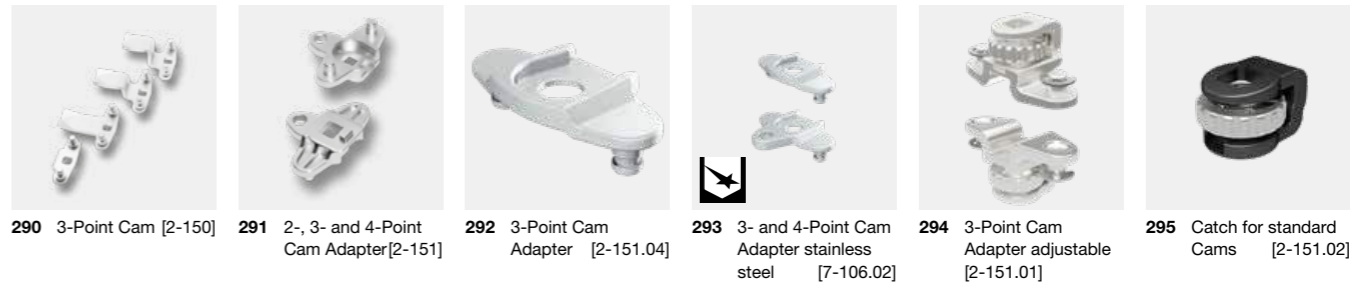 290 3-Point Cam [2-150]
291 2-, 3- and 4-Point
Cam Adapter[2-151]
292 3-Point Cam
Adapter [2-151.04]
293 3- and 4-Point Cam
Adapter stainless
steel [7-106.02]
294 3-Point Cam
Adapter adjustable
[2-151.01]
295 Catch for standard
Cams [2-151.02]